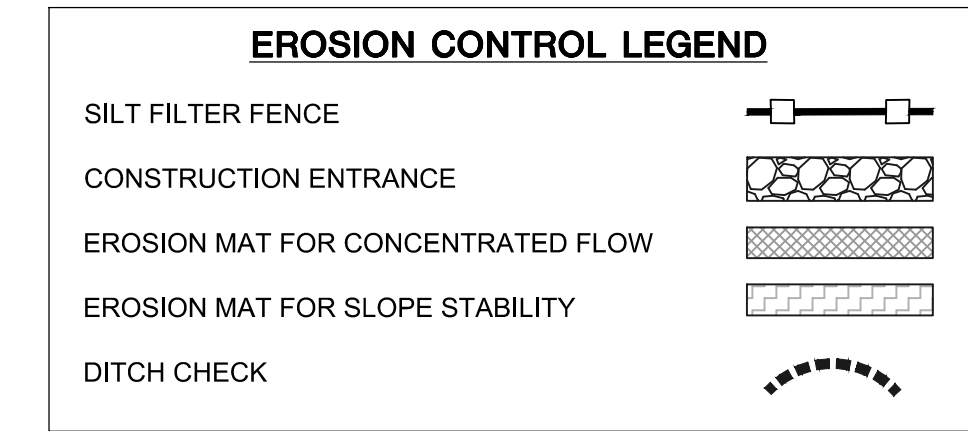 EROSION CONTROL LEGEND
SILT FILTER FENCE
CONSTRUCTION ENTRANCE
EROSION MAT FOR CONCENTRATED FLOW
EROSION MAT FOR SLOPE STABILITY
DITCH CHECK